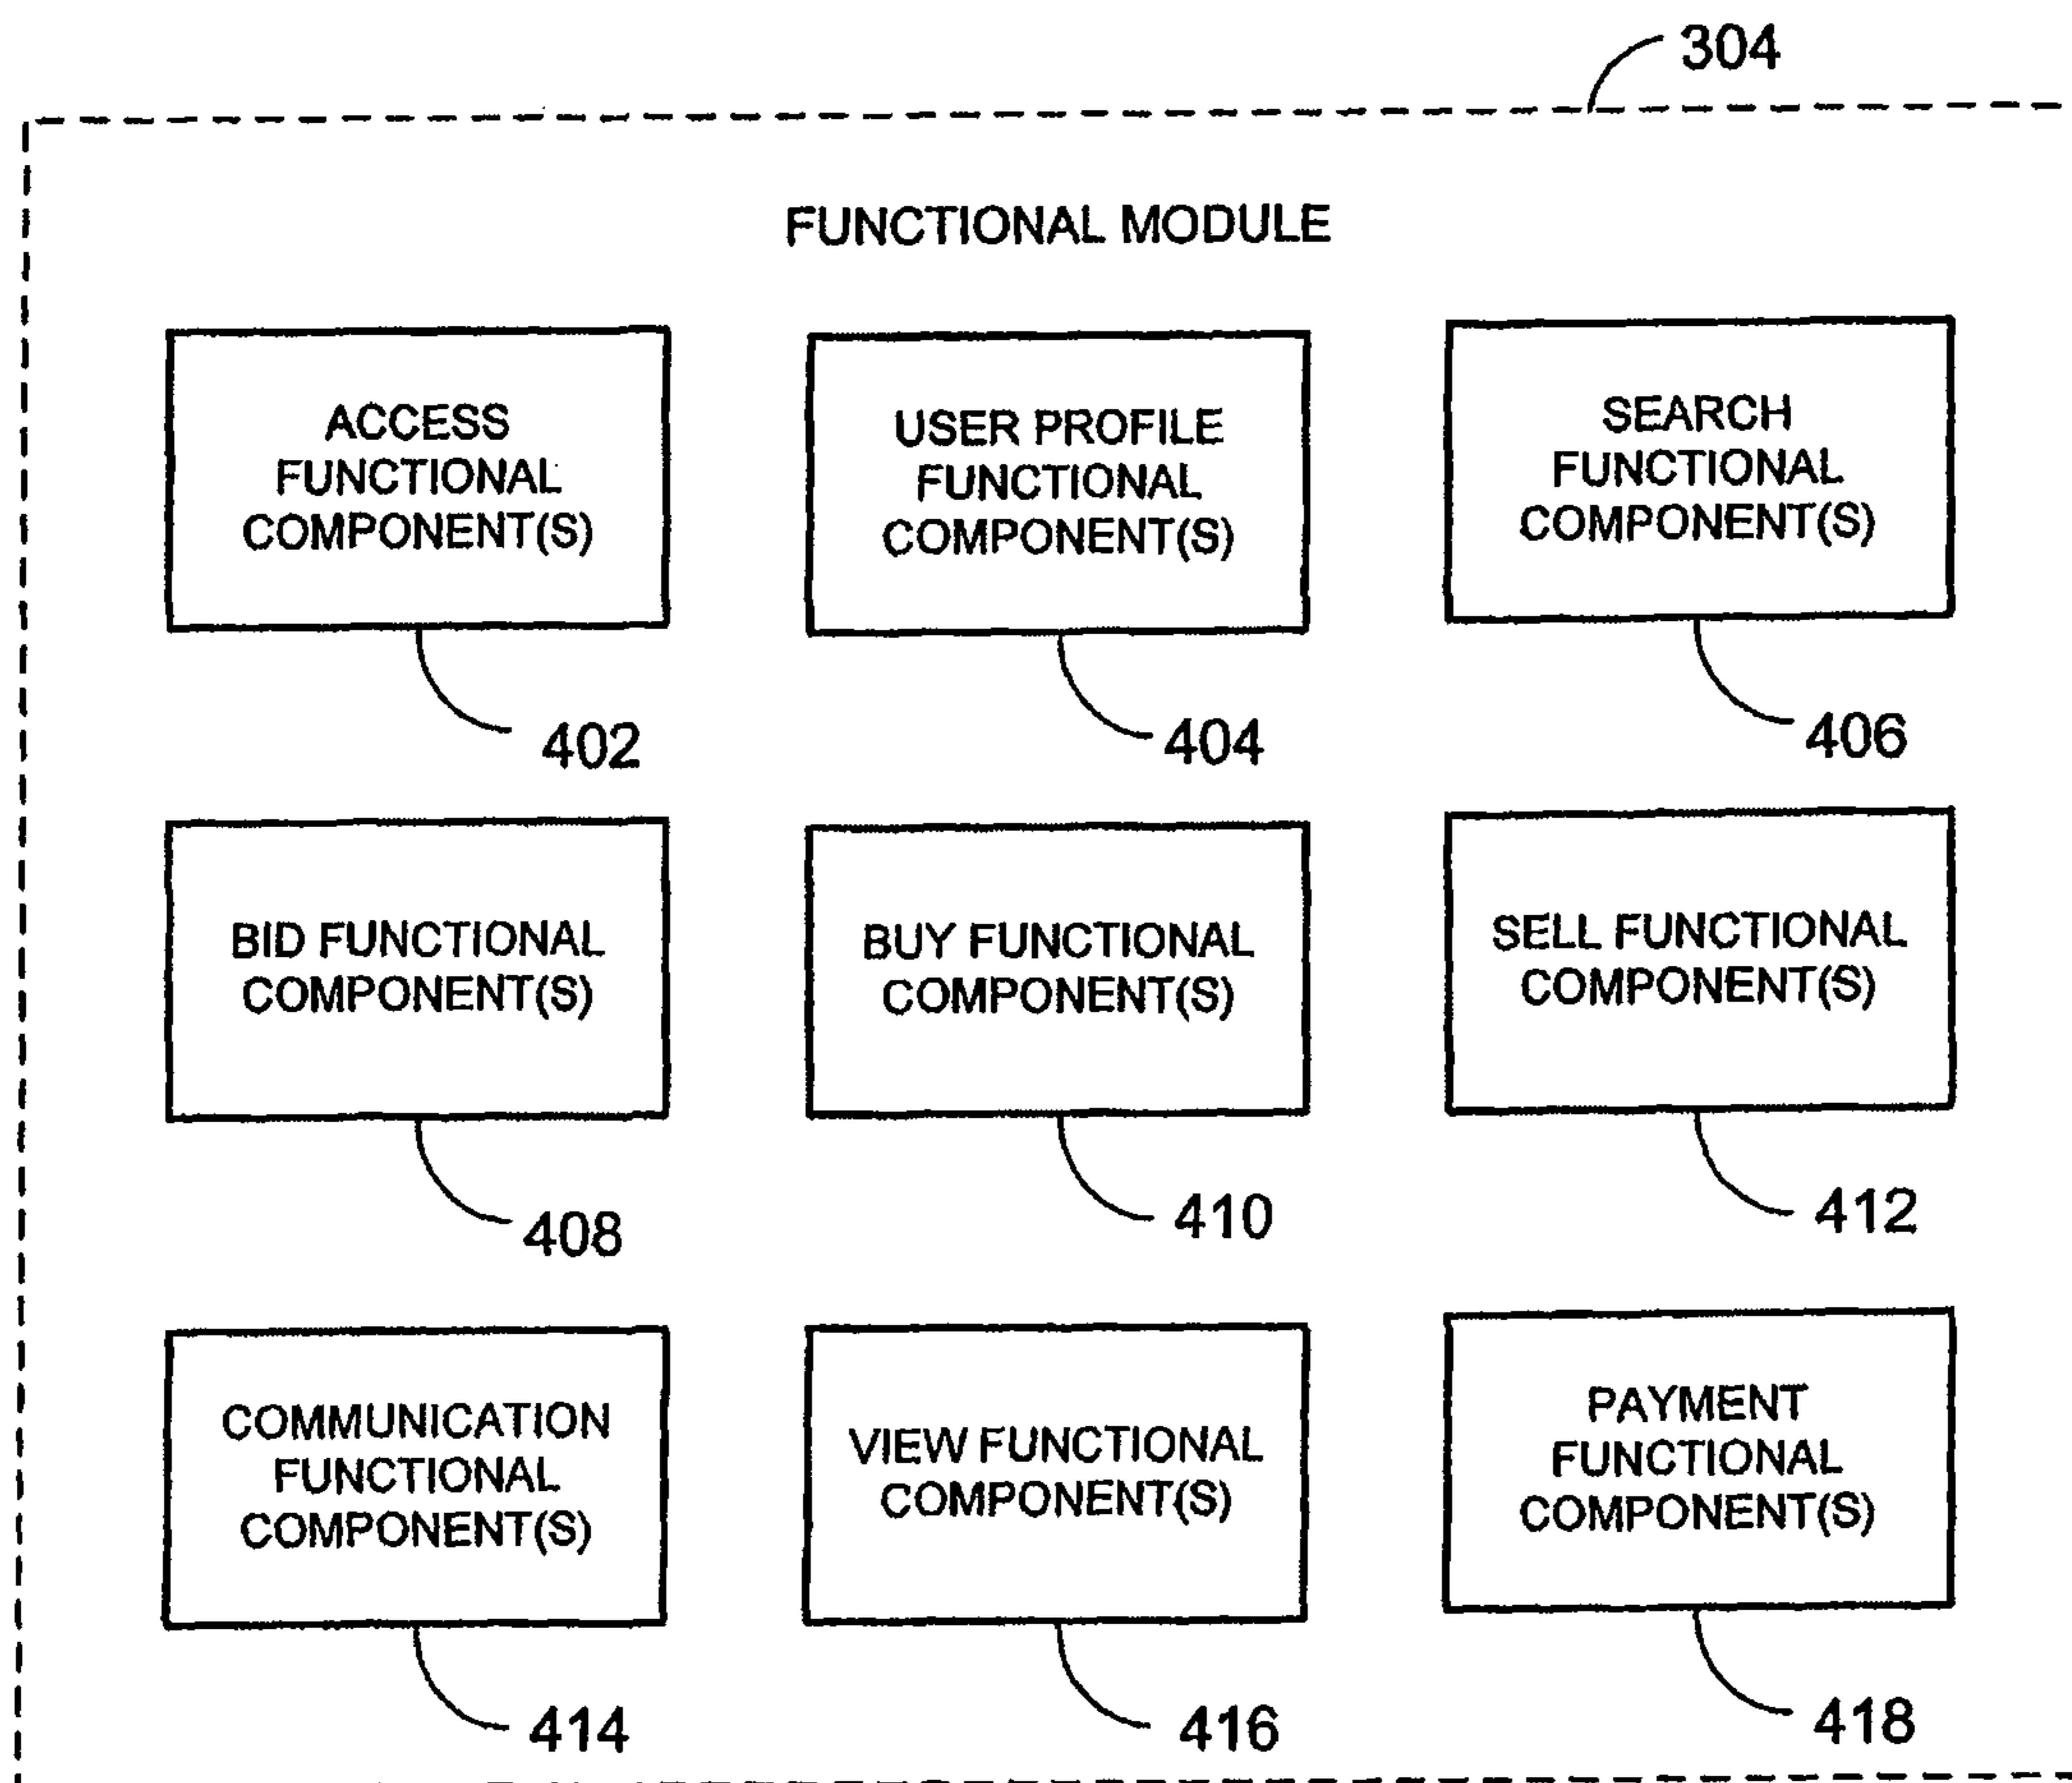 304
FUNCTIONAL MODULE
ACCESS
FUNCTIONAL
COMPONENT(S)
402
USER PROFILE
FUNCTIONAL
COMPONENT(S)
404
SEARCH
FUNCTIONAL
COMPONENT(S)
406
BID FUNCTIONAL
COMPONENT(S)
408
BUY FUNCTIONAL
COMPONENT(S)
410
SELL FUNCTIONAL
COMPONENT(S)
412
COMMUNICATION
FUNCTIONAL
COMPONENT(S)
414
VIEW FUNCTIONAL
COMPONENT(S)
416
PAYMENT
FUNCTIONAL
COMPONENT(S)
418